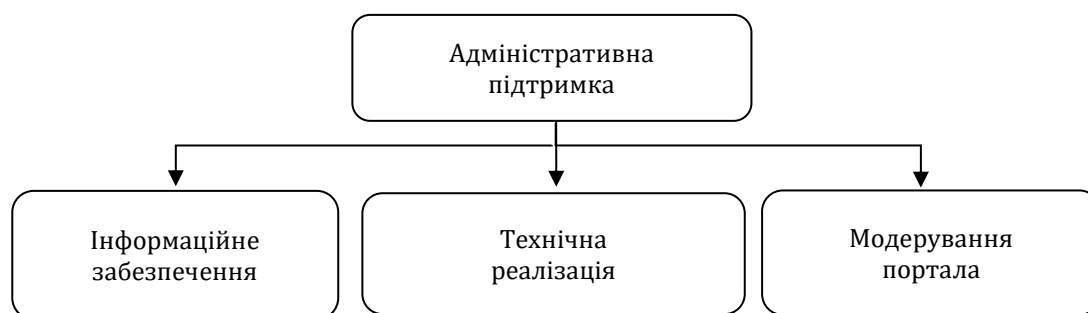 Адміністративна
підтримка
Інформаційне
забезпечення
Технічна
реалізація
Модерування
портала